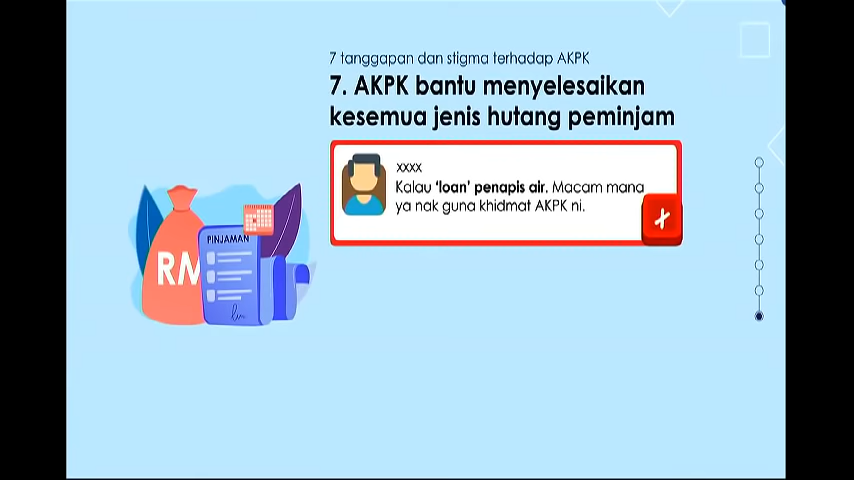 7 tanggapan dan stigma terhadap AKPK
7. AKPK bantu menyelesaikan
kesemua jenis hutang peminjam
xxxx
Kalau ‘loan’ penapis air. Macam mana
ya nak guna khidmat AKPK ni.
RM
PINJAMAN